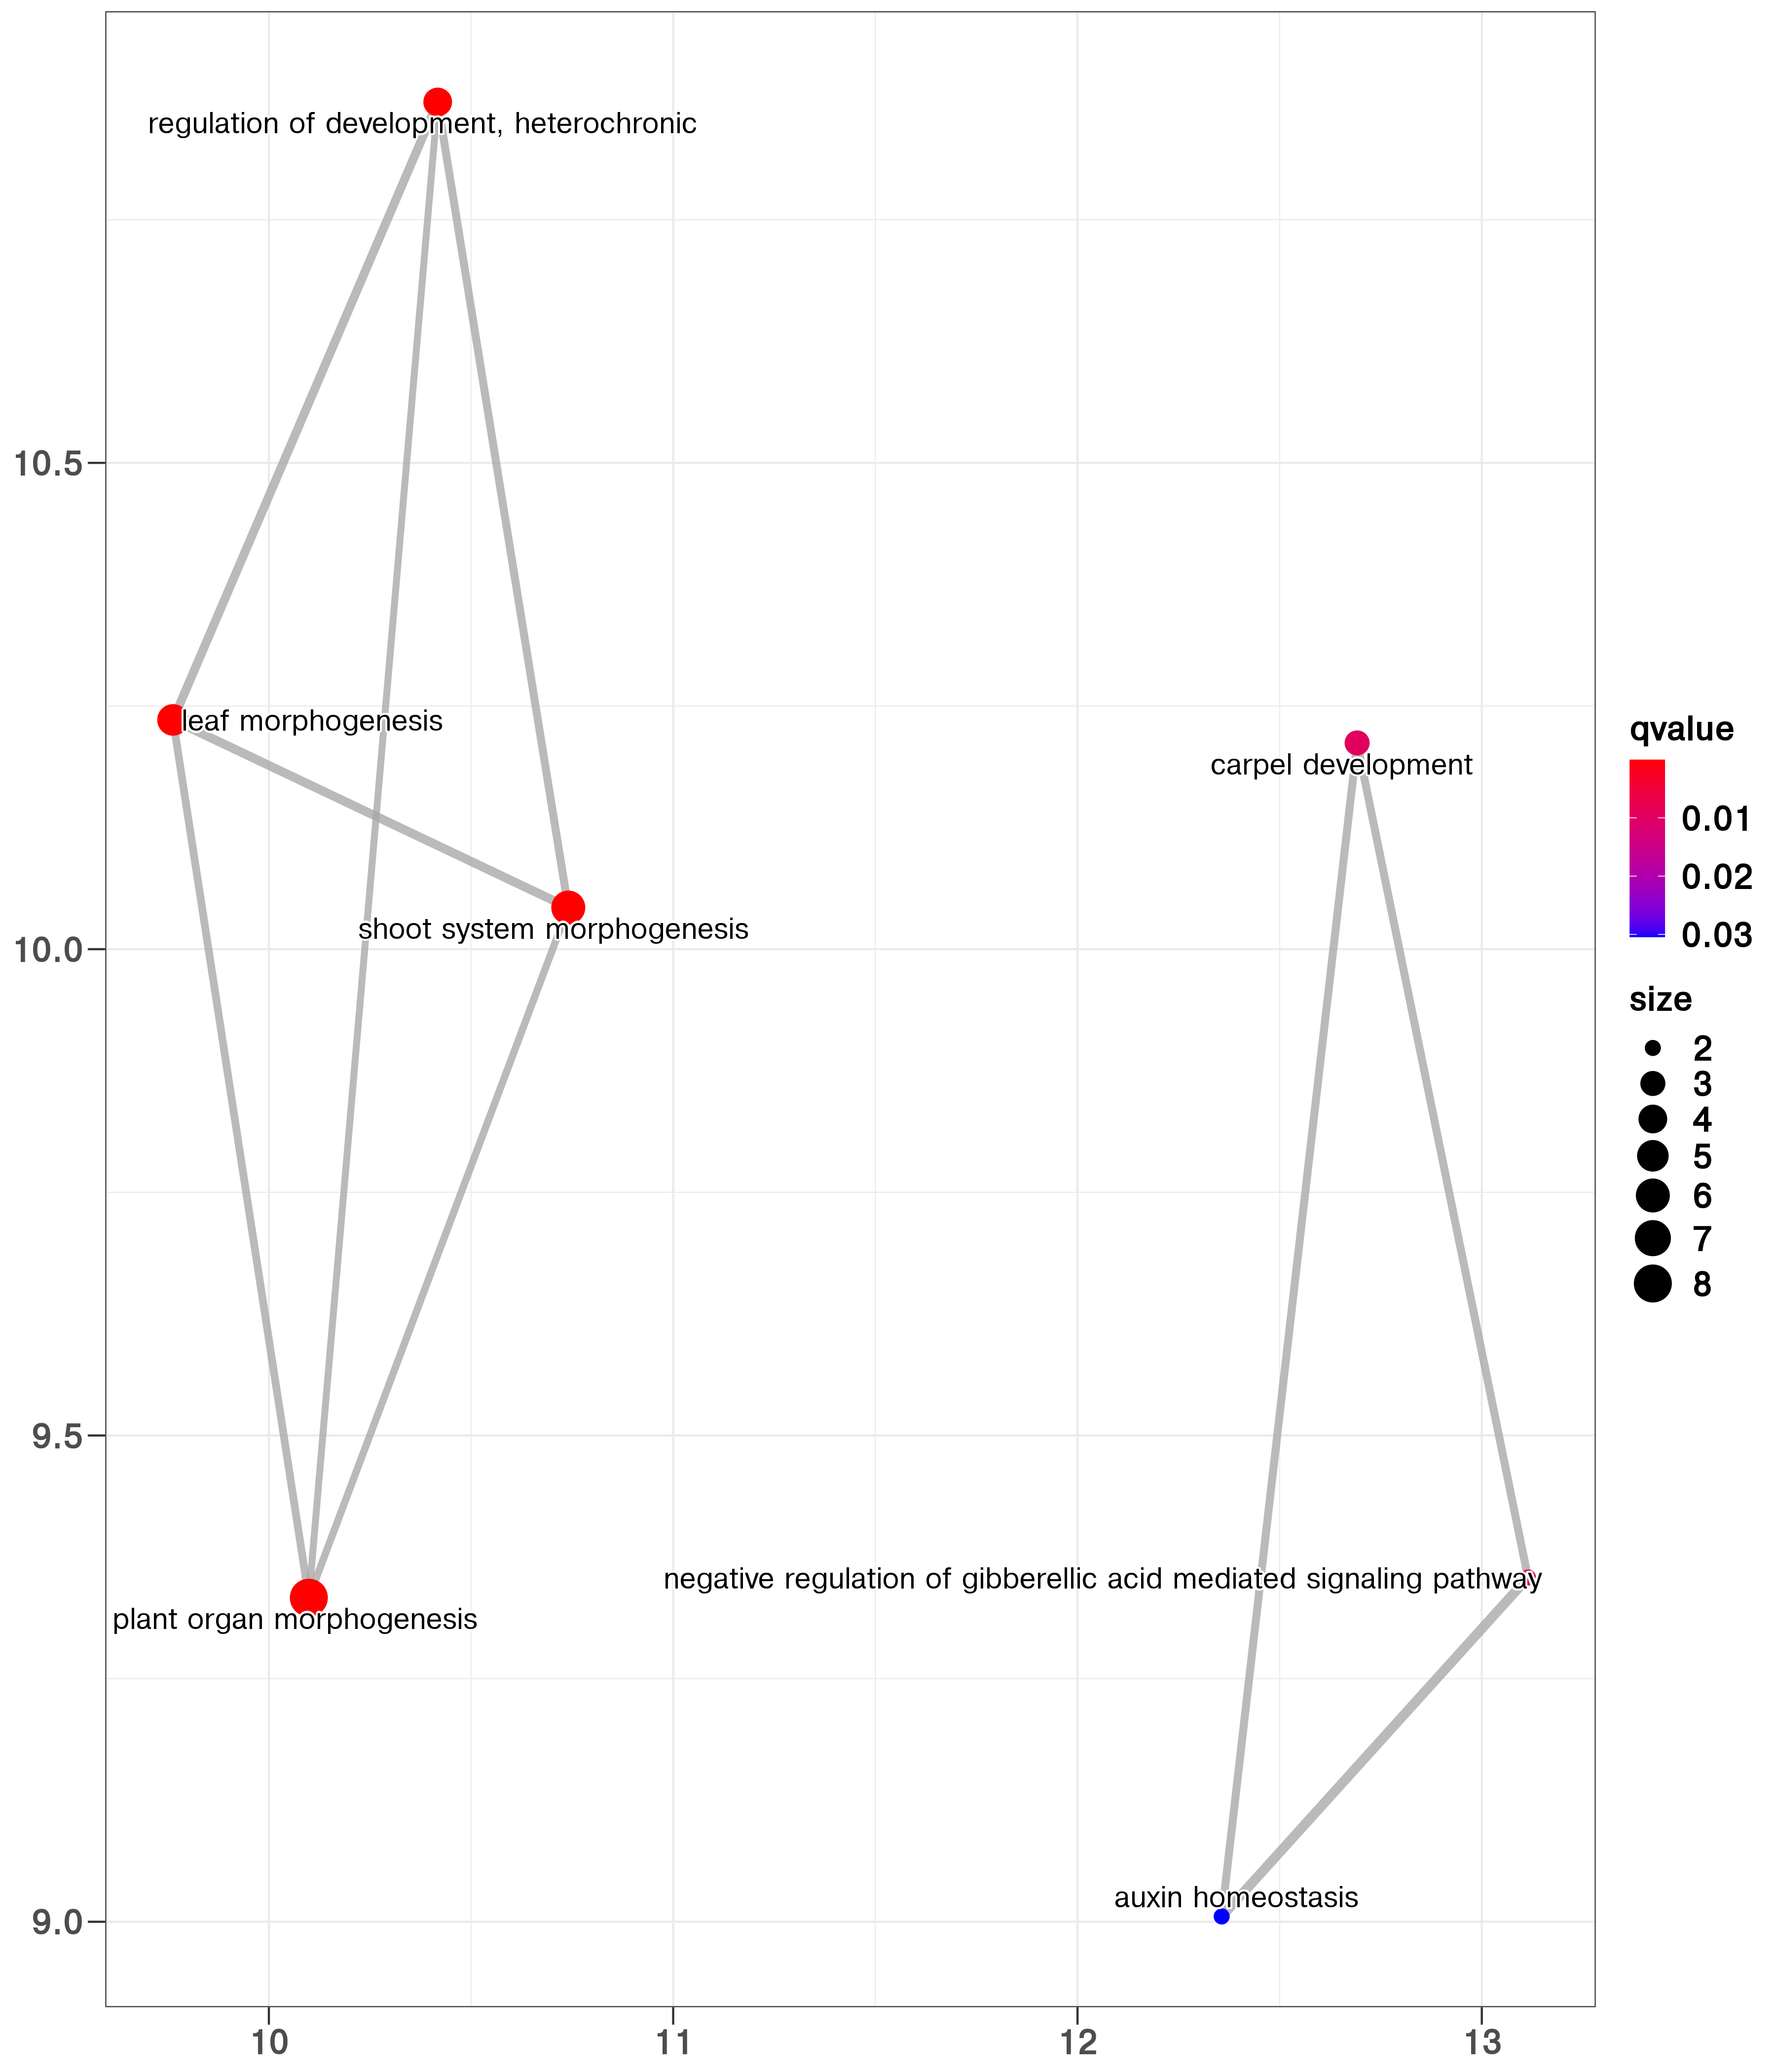 regulation of development, heterochronic
10.5
leaf morphogenesis
carpel development
shoot system morphogenesis
10.0
9.5
negative regulation of gibberellic acid mediated signaling pathway
plant organ morphogenesis
auxin homeostasis
9.0
10 11 12 13
qvalue
0.01
0.02
0.03
size
2
3
4
5
6
7
8